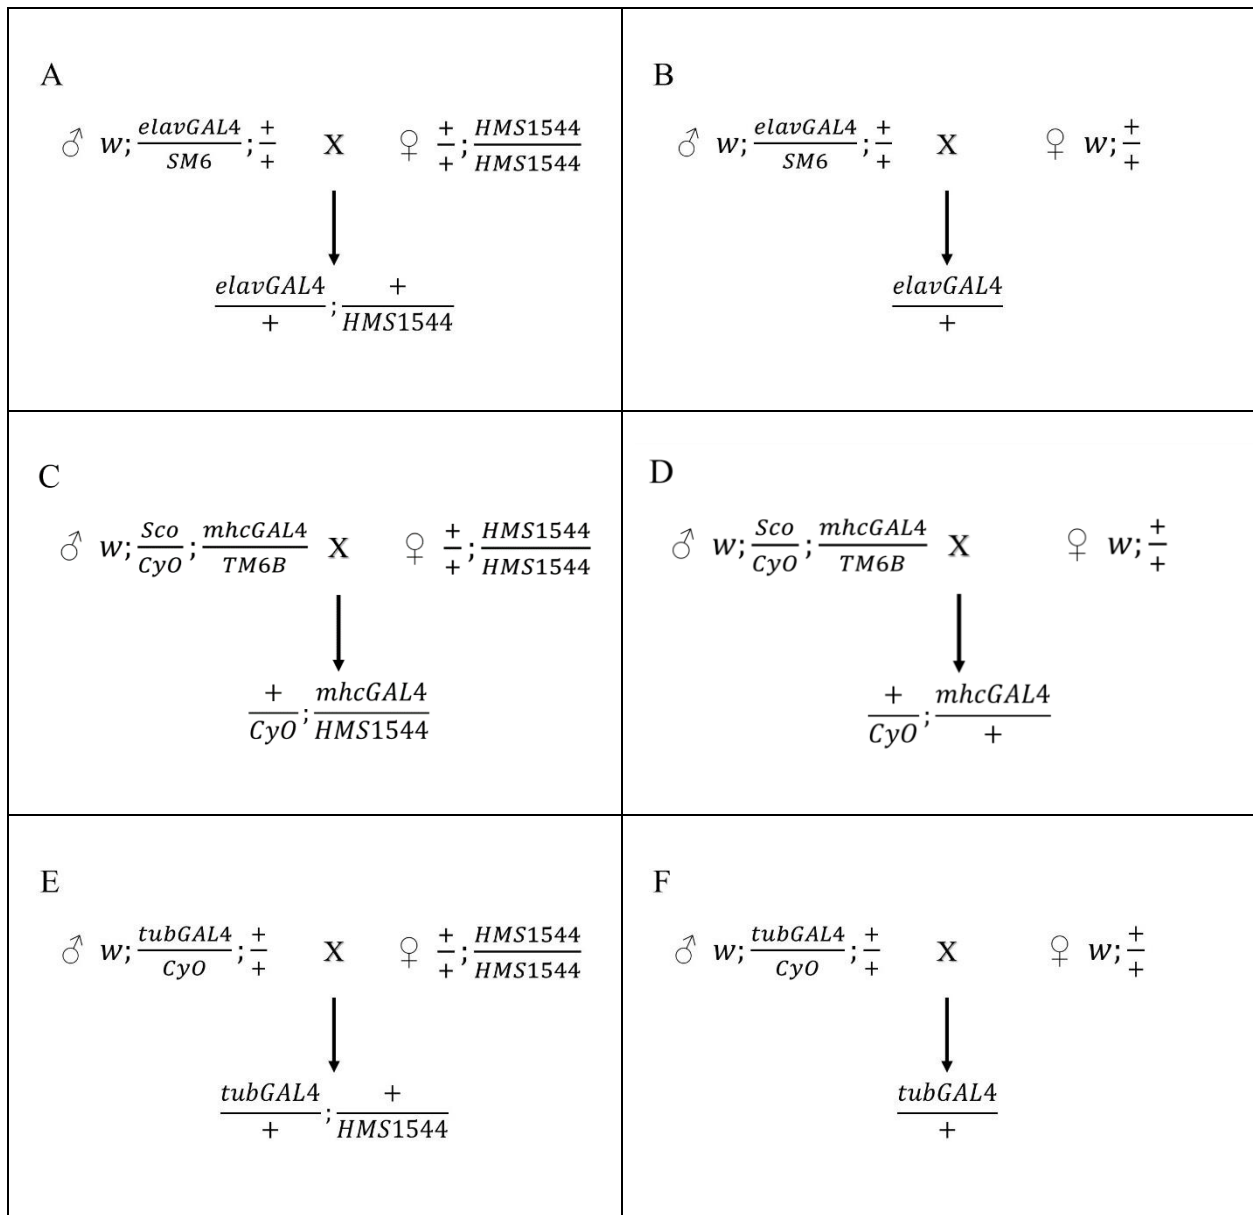 A
♂ w; elavGAL4/SM6; +/+ X ♀ +/+; HMS1544/HMS1544
elavGAL4/+; +/HMS1544
B
♂ w; elavGAL4/SM6; +/+ X ♀ w; +/+
elavGAL4/+
C
♂ w; Sco/CyO; mhcGAL4/TM6B X ♀ +/+; HMS1544/HMS1544
+/CyO; mhcGAL4/HMS1544
D
♂ w; Sco/CyO; mhcGAL4/TM6B X ♀ w; +/+
+/CyO; mhcGAL4/+
E
♂ w; tubGAL4/CyO; +/+ X ♀ +/+; HMS1544/HMS1544
tubGAL4/+; +/HMS1544
F
♂ w; tubGAL4/CyO; +/+ X ♀ w; +/+
tubGAL4/+